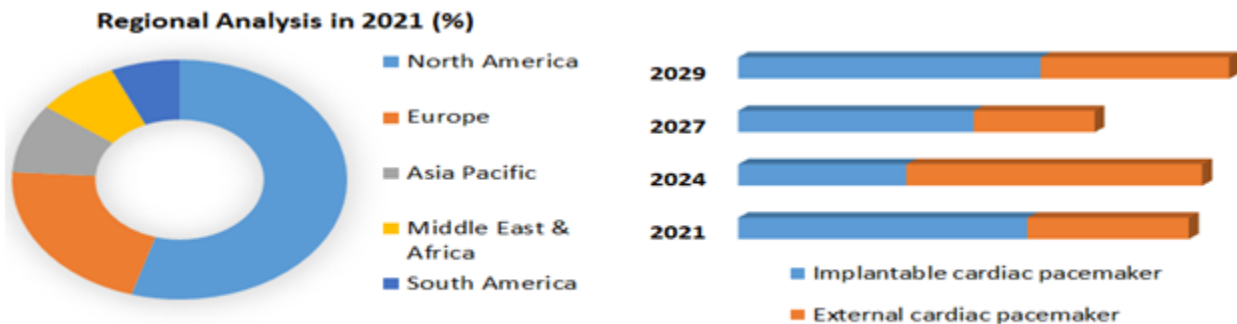 Regional Analysis in 2021 (%)
North America
Europe
Asia Pacific
Middle East &
Africa
South America
2029
2027
2024
2021
Implantable cardiac pacemaker
External cardiac pacemaker